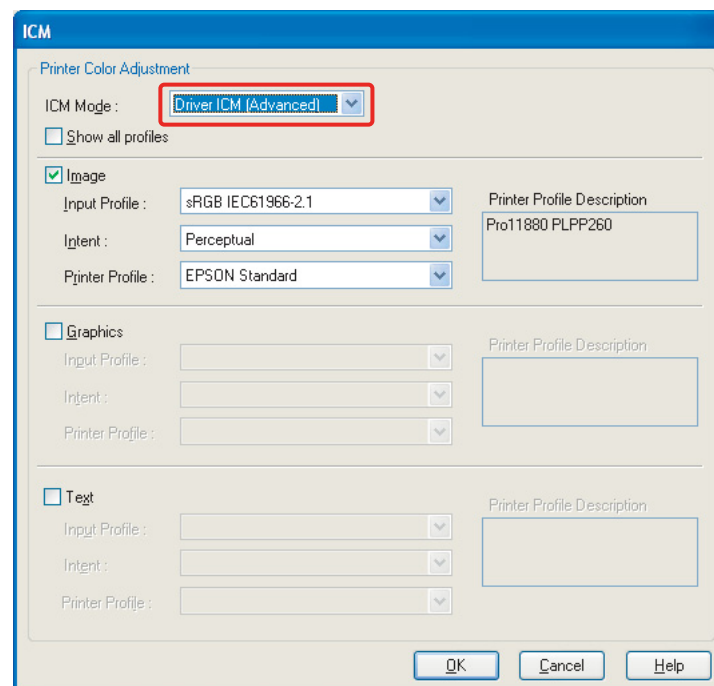 ICM
Printer Color Adjustment
ICM Mode : Driver ICM (Advanced)
Show all profiles
Image
Input Profile : sRGB IEC61966-2.1
Printer Profile Description
Pro11880 PLPP260
Intent : Perceptual
Printer Profile : EPSON Standard
Graphics
Input Profile :
Printer Profile Description
Intent :
Printer Profile :
Text
Input Profile :
Printer Profile Description
Intent :
Printer Profile :
OK Cancel Help